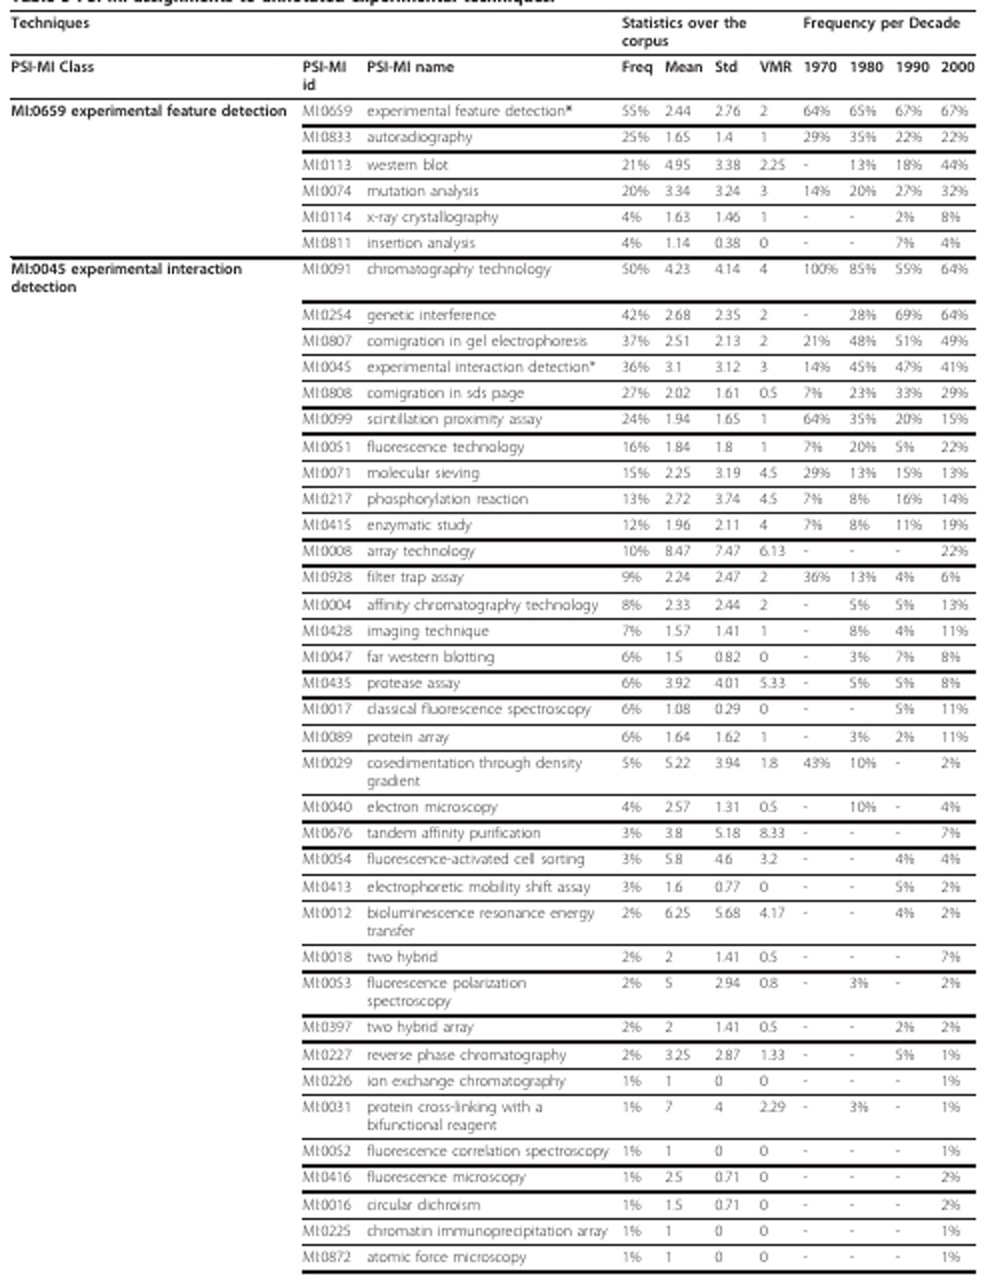 Table 3 PSI-MI assignments to annotated experimental techniques.
Techniques Statistics over the corpus Frequency per Decade
PSI-MI Class PSI-MI id PSI-MI name Freq Mean Std VMR 1970 1980 1990 2000
MI:0659 experimental feature detection MI:0659 experimental feature detection* 55% 2.44 2.76 2 64% 65% 67% 67%
MI:0833 autoradiography 25% 1.65 1.4 1 29% 35% 22% 22%
MI:0113 western blot 21% 4.95 3.38 2.25 - 13% 18% 44%
MI:0074 mutation analysis 20% 3.34 3.24 3 14% 20% 27% 32%
MI:0114 x-ray crystallography 4% 1.63 1.46 1 - - 2% 8%
MI:0811 insertion analysis 4% 1.14 0.38 0 - - 7% 4%
MI:0045 experimental interaction detection MI:0091 chromatography technology 50% 4.23 4.14 4 100% 85% 55% 64%
MI:0254 genetic interference 42% 2.68 2.35 2 - 28% 69% 64%
MI:0807 comigration in gel electrophoresis 37% 2.51 2.13 2 21% 48% 51% 49%
MI:0045 experimental interaction detection* 36% 3.1 3.12 3 14% 45% 47% 41%
MI:0808 comigration in sds page 27% 2.02 1.61 0.5 7% 23% 33% 29%
MI:0099 scintillation proximity assay 24% 1.94 1.65 1 64% 35% 20% 15%
MI:0051 fluorescence technology 16% 1.84 1.8 1 7% 20% 5% 22%
MI:0071 molecular sieving 15% 2.25 3.19 4.5 29% 13% 15% 13%
MI:0217 phosphorylation reaction 13% 2.72 3.74 4.5 7% 8% 16% 14%
MI:0415 enzymatic study 12% 1.96 2.11 4 7% 8% 11% 19%
MI:0008 array technology 10% 8.47 7.47 6.13 - - - 22%
MI:0928 filter trap assay 9% 2.24 2.47 2 36% 13% 4% 6%
MI:0004 affinity chromatography technology 8% 2.33 2.44 2 - 5% 5% 13%
MI:0428 imaging technique 7% 1.57 1.41 1 - 8% 4% 11%
MI:0047 far western blotting 6% 1.5 0.82 0 - 3% 7% 8%
MI:0435 protease assay 6% 3.92 4.01 5.33 - 5% 5% 8%
MI:0017 classical fluorescence spectroscopy 6% 1.08 0.29 0 - - 5% 11%
MI:0089 protein array 6% 1.64 1.62 1 - 3% 2% 11%
MI:0029 cosedimentation through density gradient 5% 5.22 3.94 1.8 43% 10% - 2%
MI:0040 electron microscopy 4% 2.57 1.31 0.5 - 10% - 4%
MI:0676 tandem affinity purification 3% 3.8 5.18 8.33 - - - 7%
MI:0054 fluorescence-activated cell sorting 3% 5.8 4.6 3.2 - - 4% 4%
MI:0413 electrophoretic mobility shift assay 3% 1.6 0.77 0 - - 5% 2%
MI:0012 bioluminescence resonance energy transfer 2% 6.25 5.68 4.17 - - 4% 2%
MI:0018 two hybrid 2% 2 1.41 0.5 - - - 7%
MI:0053 fluorescence polarization spectroscopy 2% 5 2.94 0.8 - 3% - 2%
MI:0397 two hybrid array 2% 2 1.41 0.5 - - 2% 2%
MI:0227 reverse phase chromatography 2% 3.25 2.87 1.33 - - 5% 1%
MI:0226 ion exchange chromatography 1% 1 0 0 - - - 1%
MI:0031 protein cross-linking with a bifunctional reagent 1% 7 4 2.29 - 3% - 1%
MI:0052 fluorescence correlation spectroscopy 1% 1 0 0 - - - 1%
MI:0416 fluorescence microscopy 1% 2.5 0.71 0 - - - 2%
MI:0016 circular dichroism 1% 1.5 0.71 0 - - - 2%
MI:0225 chromatin immunoprecipitation array 1% 1 0 0 - - - 1%
MI:0872 atomic force microscopy 1% 1 0 0 - - - 1%